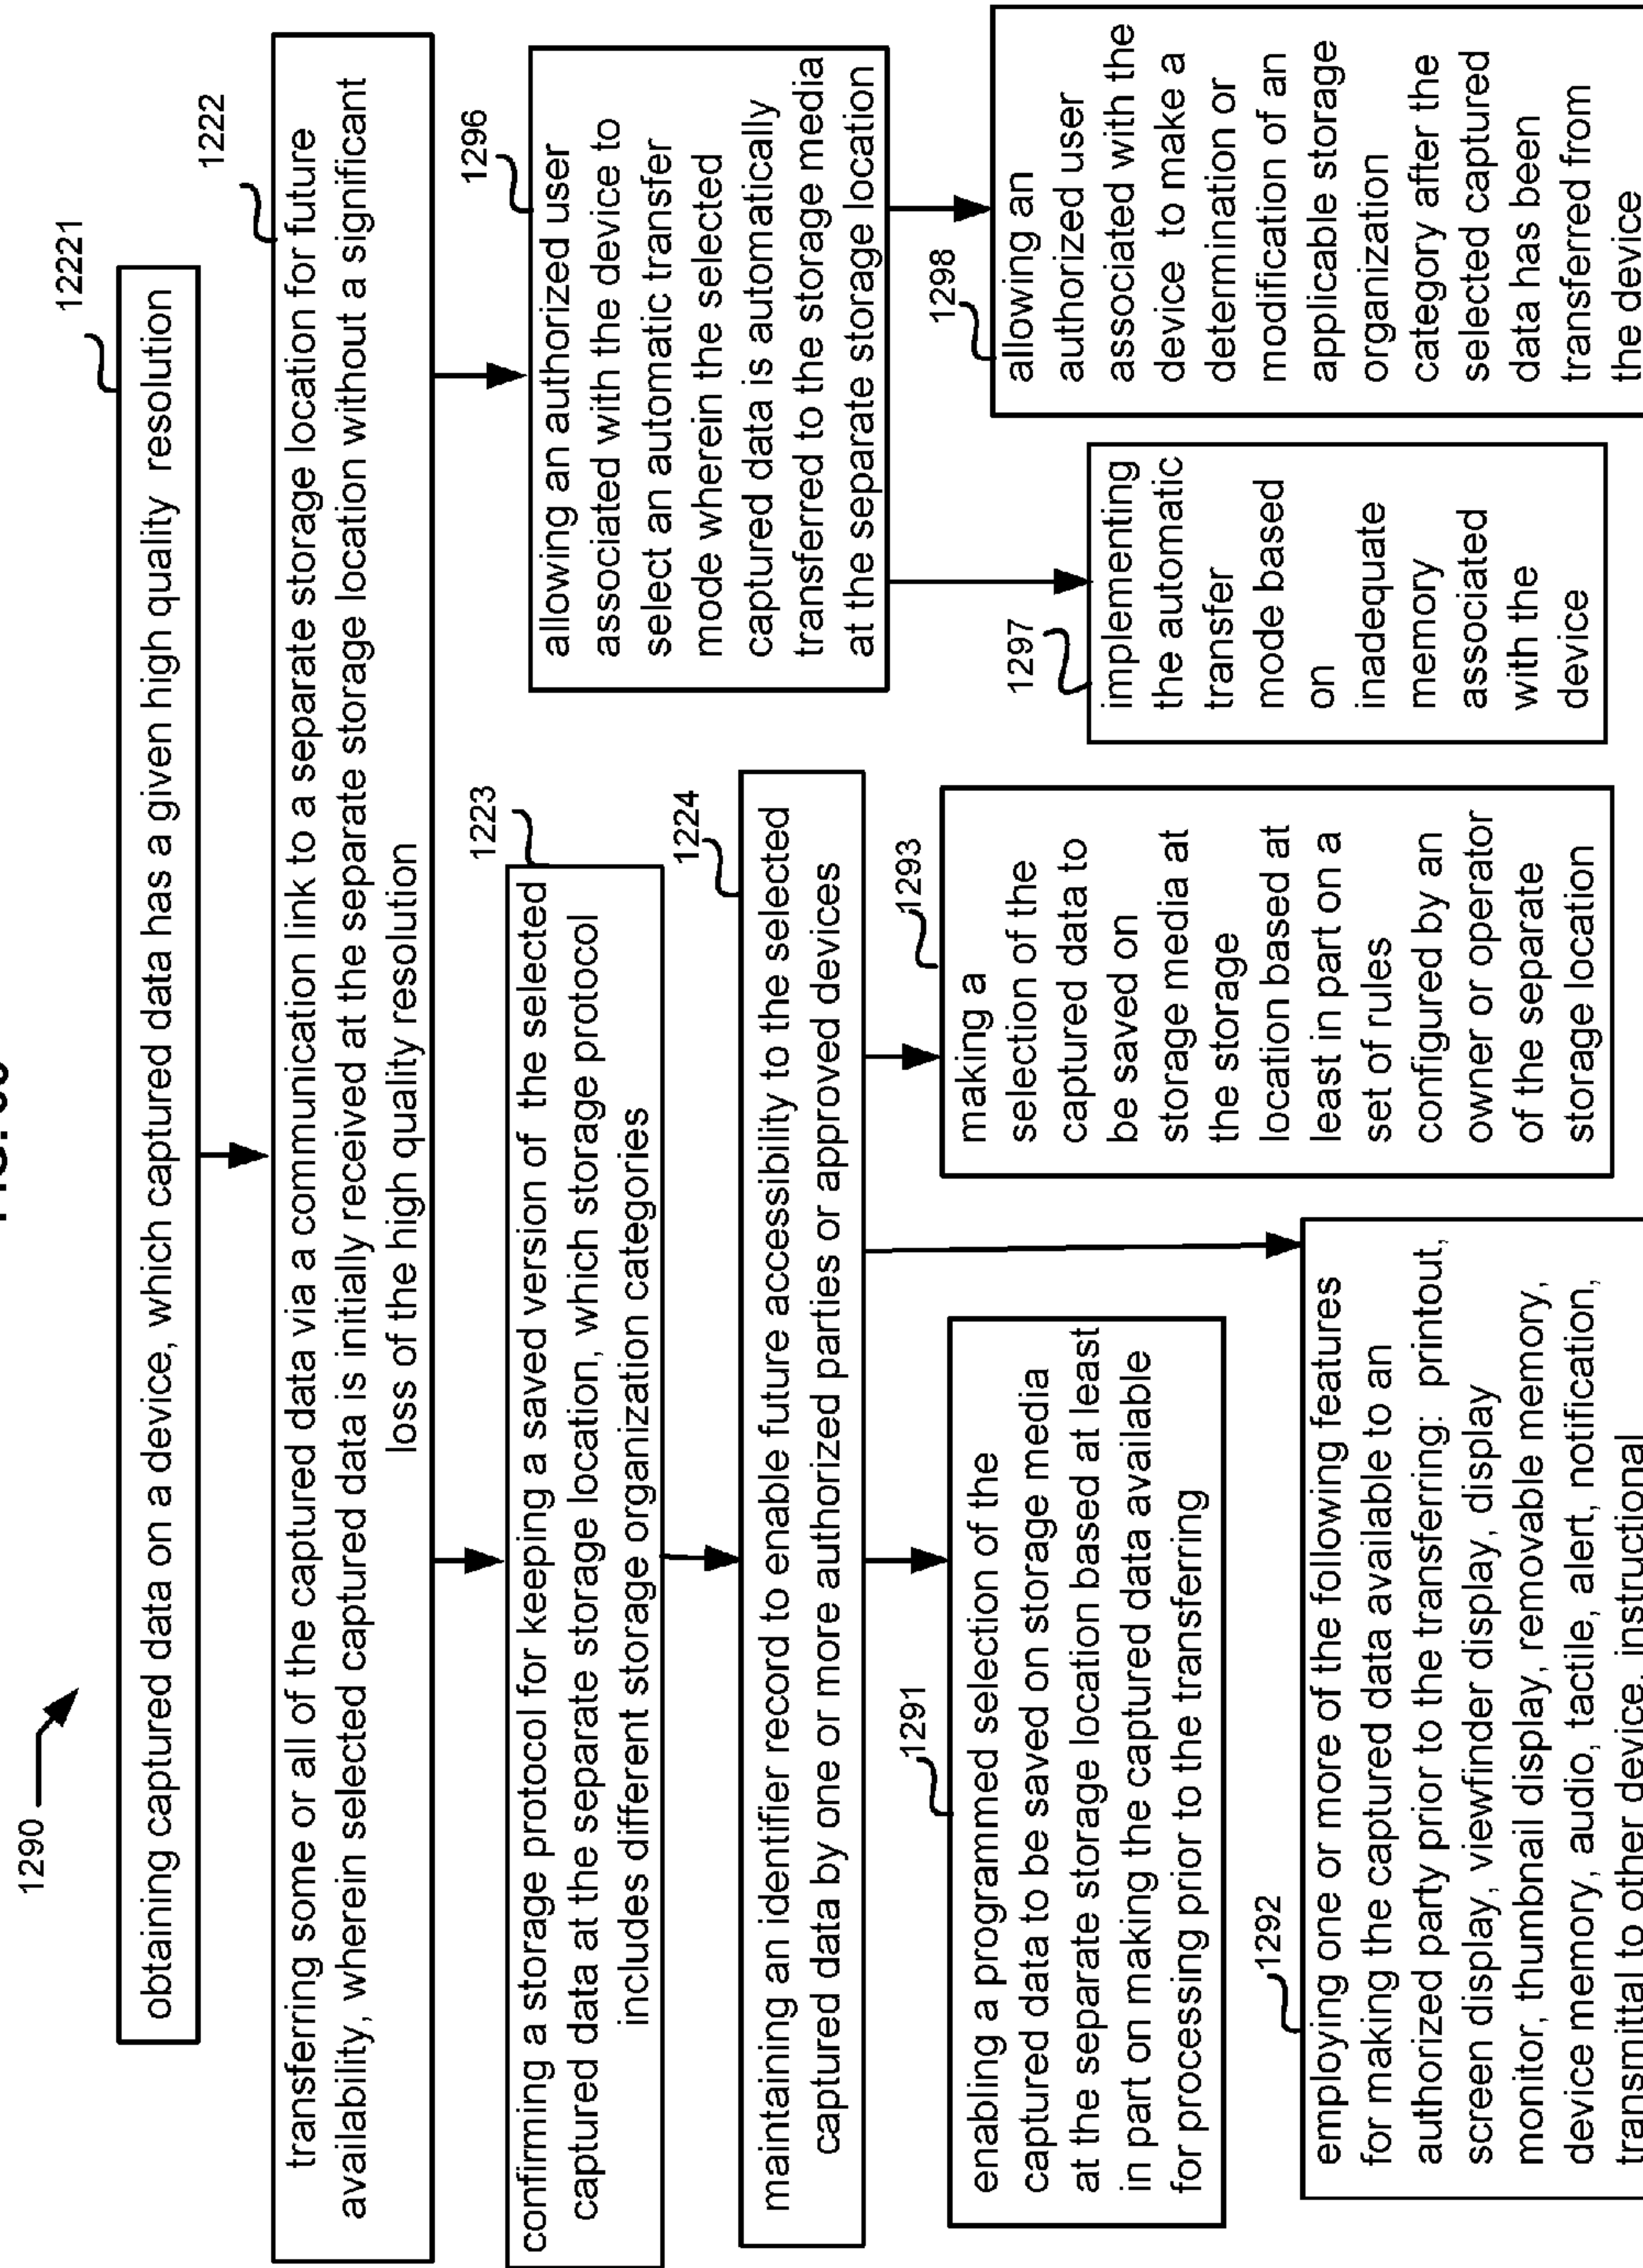 1290
12221
obtaining captured data on a device, which captured data has a given high quality resolution
1222
transferring some or all of the captured data via a communication link to a separate storage location for future
availability, wherein selected captured data is initially received at the separate storage location without a significant
loss of the high quality resolution
1223
confirming a storage protocol for keeping a saved version of the selected
captured data at the separate storage location, which storage protocol
includes different storage organization categories
1224
maintaining an identifier record to enable future accessibility to the selected
captured data by one or more authorized parties or approved devices
1296
allowing an authorized user
associated with the device to
select an automatic transfer
mode wherein the selected
captured data is automatically
transferred to the storage media
at the separate storage location
1291
enabling a programmed selection of the
captured data to be saved on storage media
at the separate storage location based at least
in part on making the captured data available
for processing prior to the transferring
1292
employing one or more of the following features
for making the captured data available to an
authorized party prior to the transferring: printout,
screen display, viewfinder display, display
monitor, thumbnail display, removable memory,
device memory, audio, tactile, alert, notification,
transmittal to other device, instructional
1293
making a
selection of the
captured data to
be saved on
storage media at
the storage
location based at
least in part on a
set of rules
configured by an
owner or operator
of the separate
storage location
1297
implementing
the automatic
transfer
mode based
on
inadequate
memory
associated
with the
device
1298
allowing an
authorized user
associated with the
device to make a
determination or
modification of an
applicable storage
organization
category after the
selected captured
data has been
transferred from
the device